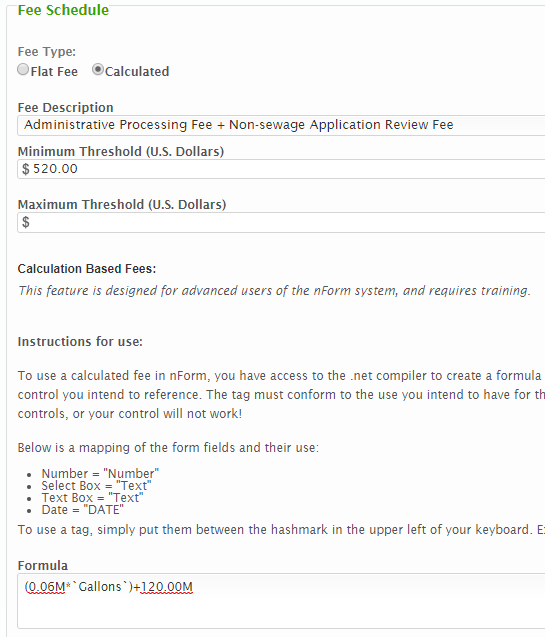 Fee Schedule
Fee Type:
Flat Fee Calculated
Fee Description
Administrative Processing Fee + Non-sewage Application Review Fee
Minimum Threshold (U.S. Dollars)
$ 520.00
Maximum Threshold (U.S. Dollars)
$
Calculation Based Fees:
This feature is designed for advanced users of the nForm system, and requires training.
Instructions for use:
To use a calculated fee in nForm, you have access to the .net compiler to create a formula
control you intend to reference. The tag must conform to the use you intend to have for th
controls, or your control will not work!
Below is a mapping of the form fields and their use:
• Number = "Number"
• Select Box = "Text"
• Text Box = "Text"
• Date = "DATE"
To use a tag, simply put them between the hashmark in the upper left of your keyboard. E
Formula
(0.06M*`Gallons`)+120.00M